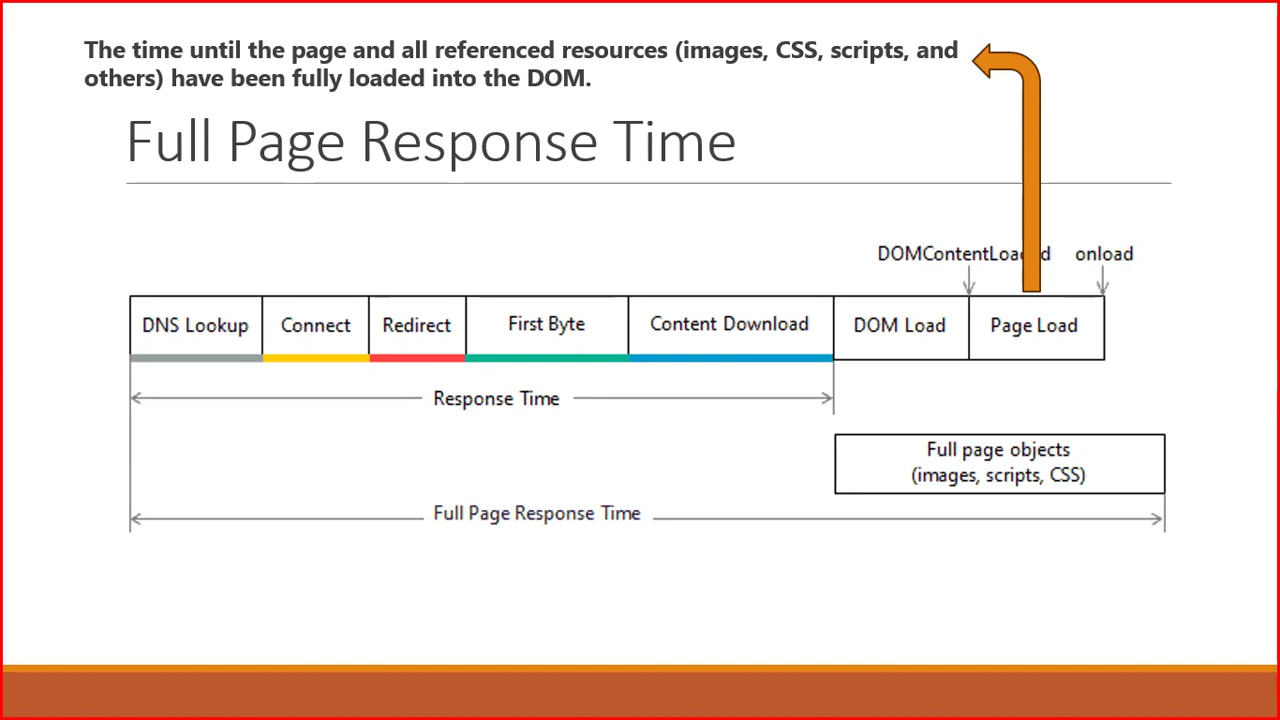 The time until the page and all referenced resources (images, CSS, scripts, and
others) have been fully loaded into the DOM.
Full Page Response Time
onload
DNS Lookup
Connect
Redirect
First Byte
Content Download
DOM Load
Page Load
Response Time
Full page objects
(images, scripts, CSS)
Full Page Response Time